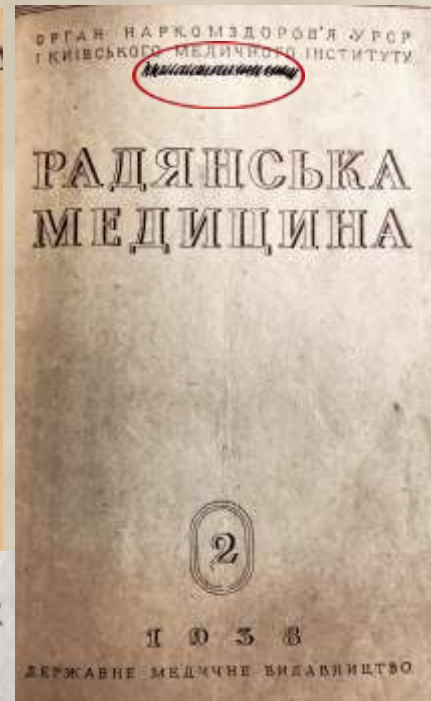 ОРГАН НАРКОМЗДОРОВ'Я УРСР
І КИЇВСЬКОГО МЕДИЧНОГО ІНСТИТУТУ
РАДЯНСЬКА
МЕДИЦИНА
2
1938
ДЕРЖАВНЕ МЕДИЧНЕ ВИДАВНИЦТВО